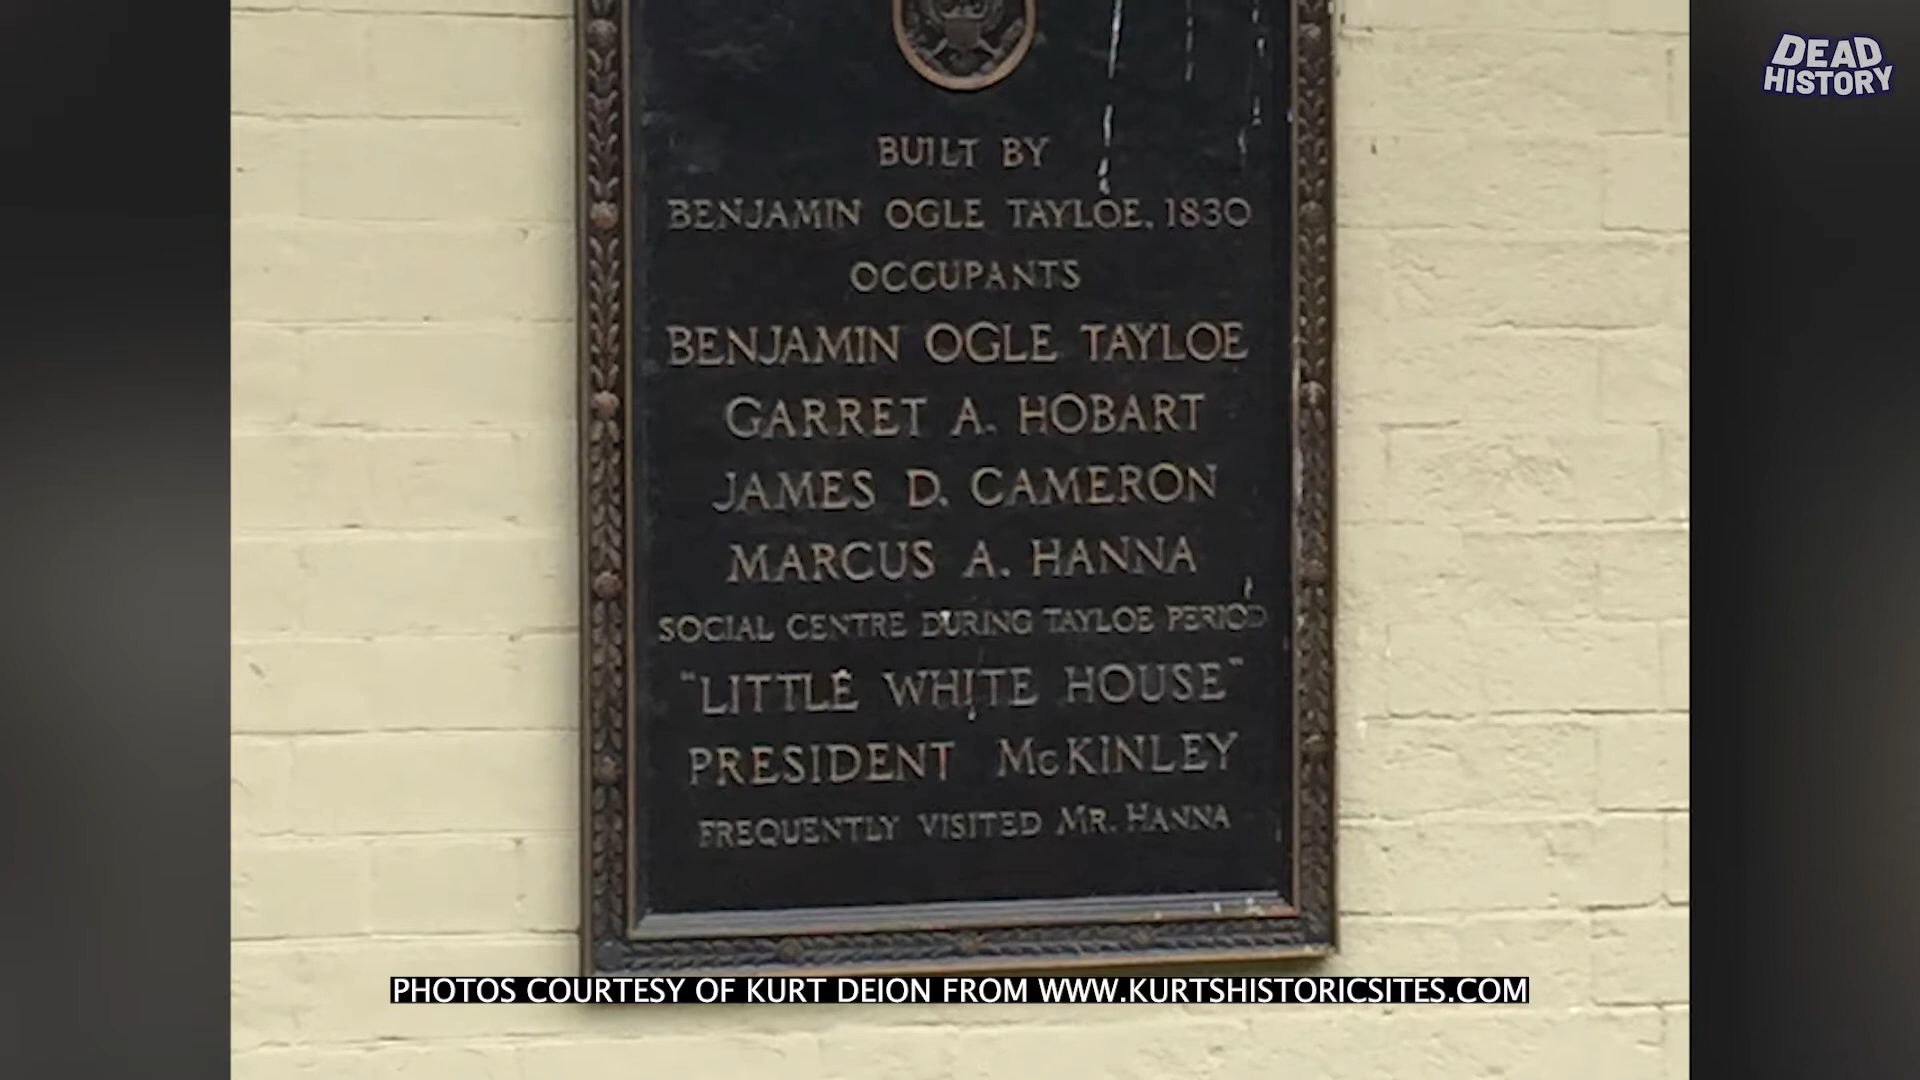 DEAD
HISTORY
BUILT BY
BENJAMIN OGLE TAYLOE, 1830
OCCUPANTS
BENJAMIN OGLE TAYLOE
GARRET A. HOBART
JAMES D. CAMERON
MARCUS A. HANNA
SOCIAL CENTRE DURING TAYLOE PERIOD
"LITTLE WHITE HOUSE"
PRESIDENT McKINLEY
FREQUENTLY VISITED MR. HANNA
PHOTOS COURTESY OF KURT DEION FROM WWW.KURTSHISTORICSITES.COM